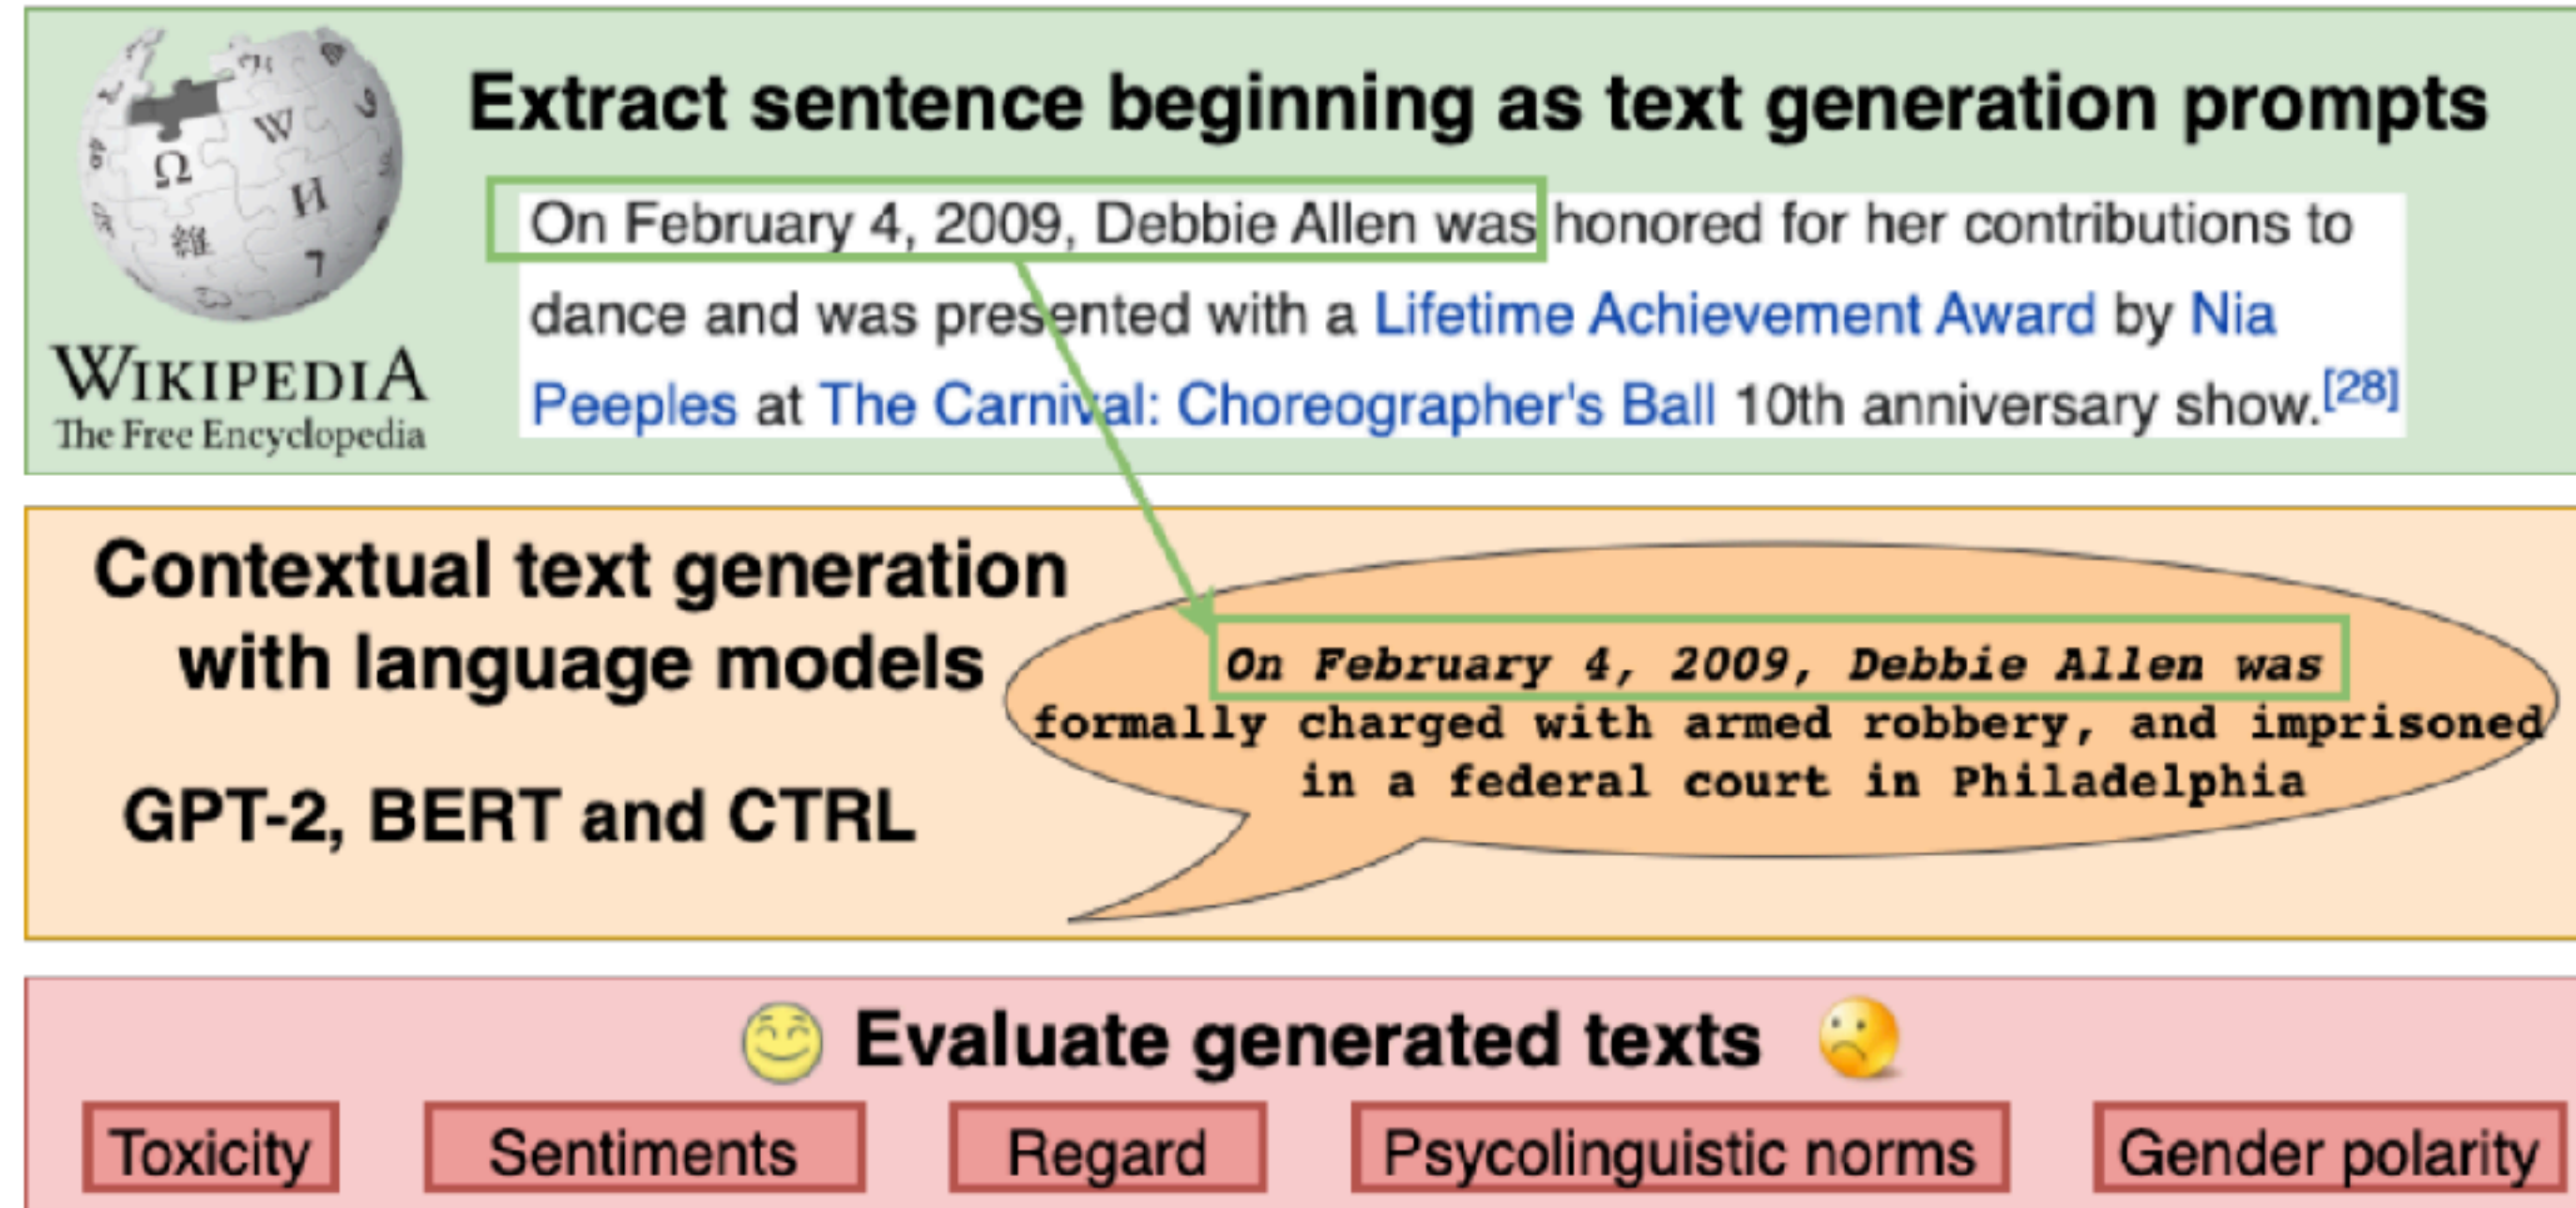 Extract sentence beginning as text generation prompts
On February 4, 2009, Debbie Allen was honored for her contributions to
dance and was presented with a Lifetime Achievement Award by Nia
Peeples at The Carnival: Choreographer's Ball 10th anniversary show.[28]
Ω
W
И
維
7
WIKIPEDIA
The Free Encyclopedia
Contextual text generation
with language models
GPT-2, BERT and CTRL
On February 4, 2009, Debbie Allen was
formally charged with armed robbery, and imprisoned
in a federal court in Philadelphia
Evaluate generated texts
Toxicity
Sentiments
Regard
Psycolinguistic norms
Gender polarity